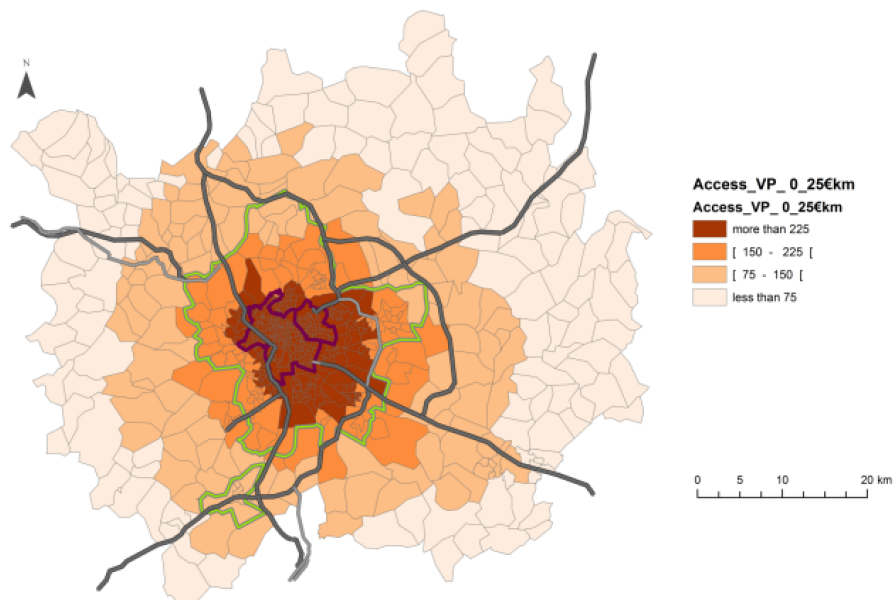 N
Access_VP_ 0_25€km
Access_VP_ 0_25€km
more than 225
[ 150 - 225 [
[ 75 - 150 [
less than 75
0 5 10 20 km